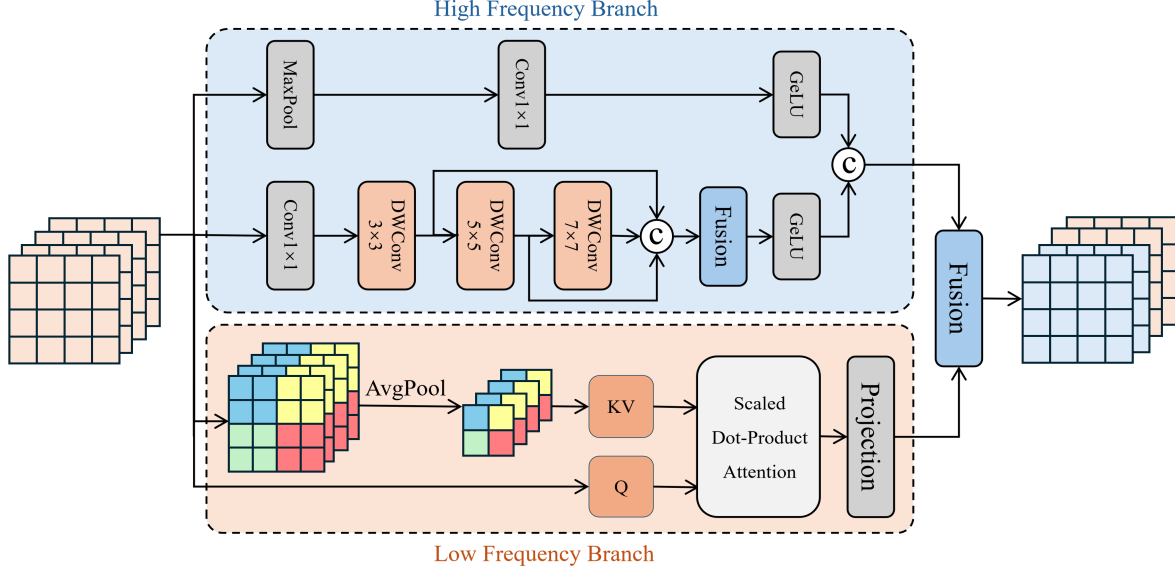 High Frequency Branch
MaxPool
Conv1×1
GeLU
C
Conv1×1
DWConv
3×3
DWConv
5×5
DWConv
7×7
C
Fusion
GeLU
Fusion
AvgPool
KV
Q
Scaled
Dot-Product
Attention
Projection
Low Frequency Branch